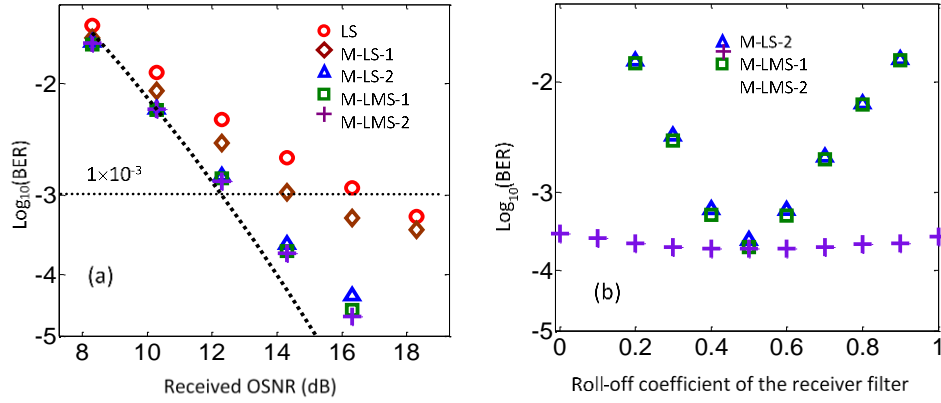 LS
M-LS-1
M-LS-2
M-LMS-1
M-LMS-2
1×10⁻³
(a)
Log₁₀(BER)
-2
-3
-4
-5
8
10
12
14
16
18
Received OSNR (dB)
M-LS-2
M-LMS-1
M-LMS-2
(b)
Log₁₀(BER)
-2
-3
-4
-5
0
0.2
0.4
0.6
0.8
1
Roll-off coefficient of the receiver filter